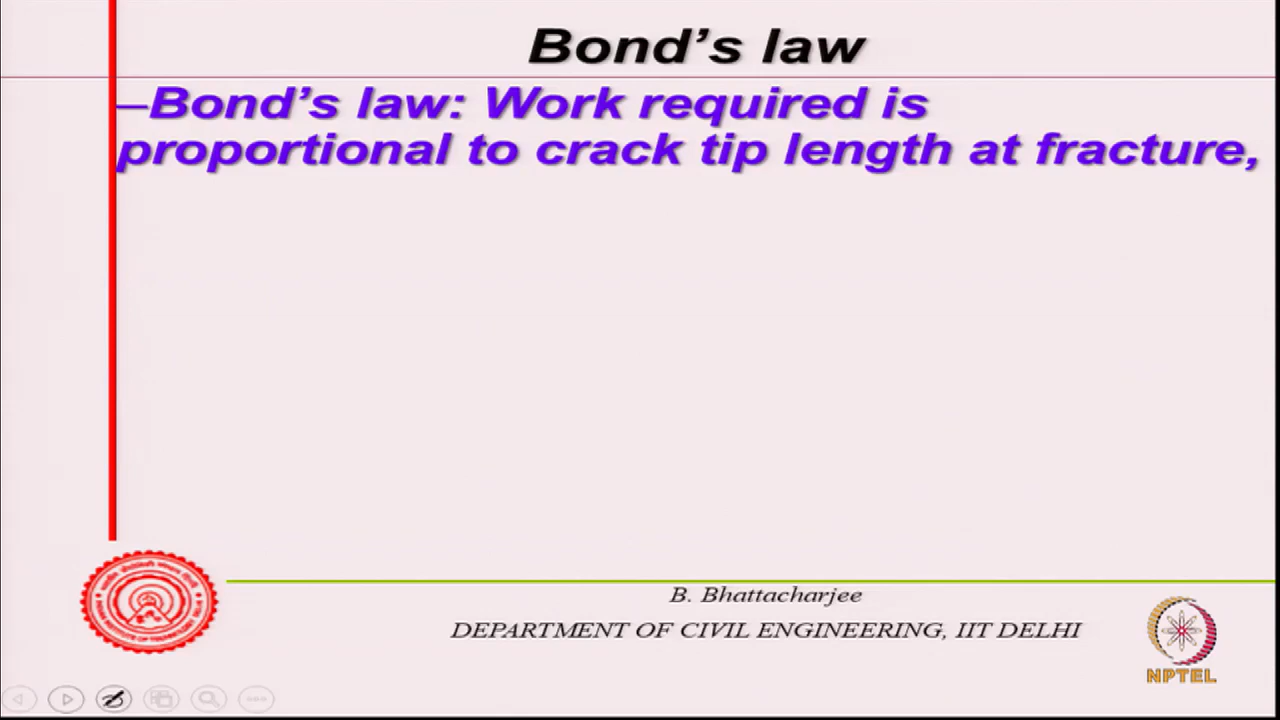 Bond's law
–Bond's law: Work required is
proportional to crack tip length at fracture,
B. Bhattacharjee
DEPARTMENT OF CIVIL ENGINEERING, IIT DELHI
NPTEL